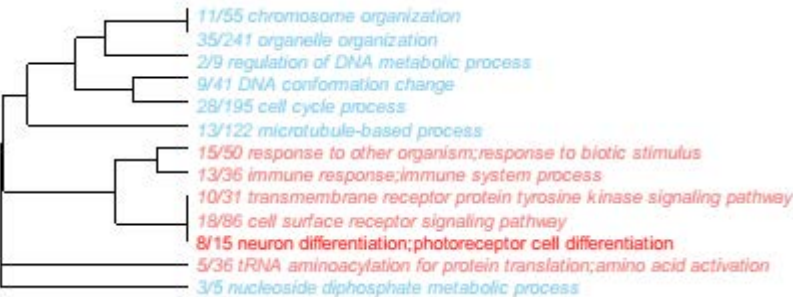 11/55 chromosome organization
35/241 organelle organization
2/9 regulation of DNA metabolic process
9/41 DNA conformation change
28/195 cell cycle process
13/122 microtubule-based process
15/50 response to other organism;response to biotic stimulus
13/36 immune response;immune system process
10/31 transmembrane receptor protein tyrosine kinase signaling pathway
18/86 cell surface receptor signaling pathway
8/15 neuron differentiation;photoreceptor cell differentiation
5/36 tRNA aminoacylation for protein translation;amino acid activation
3/5 nucleoside diphosphate metabolic process